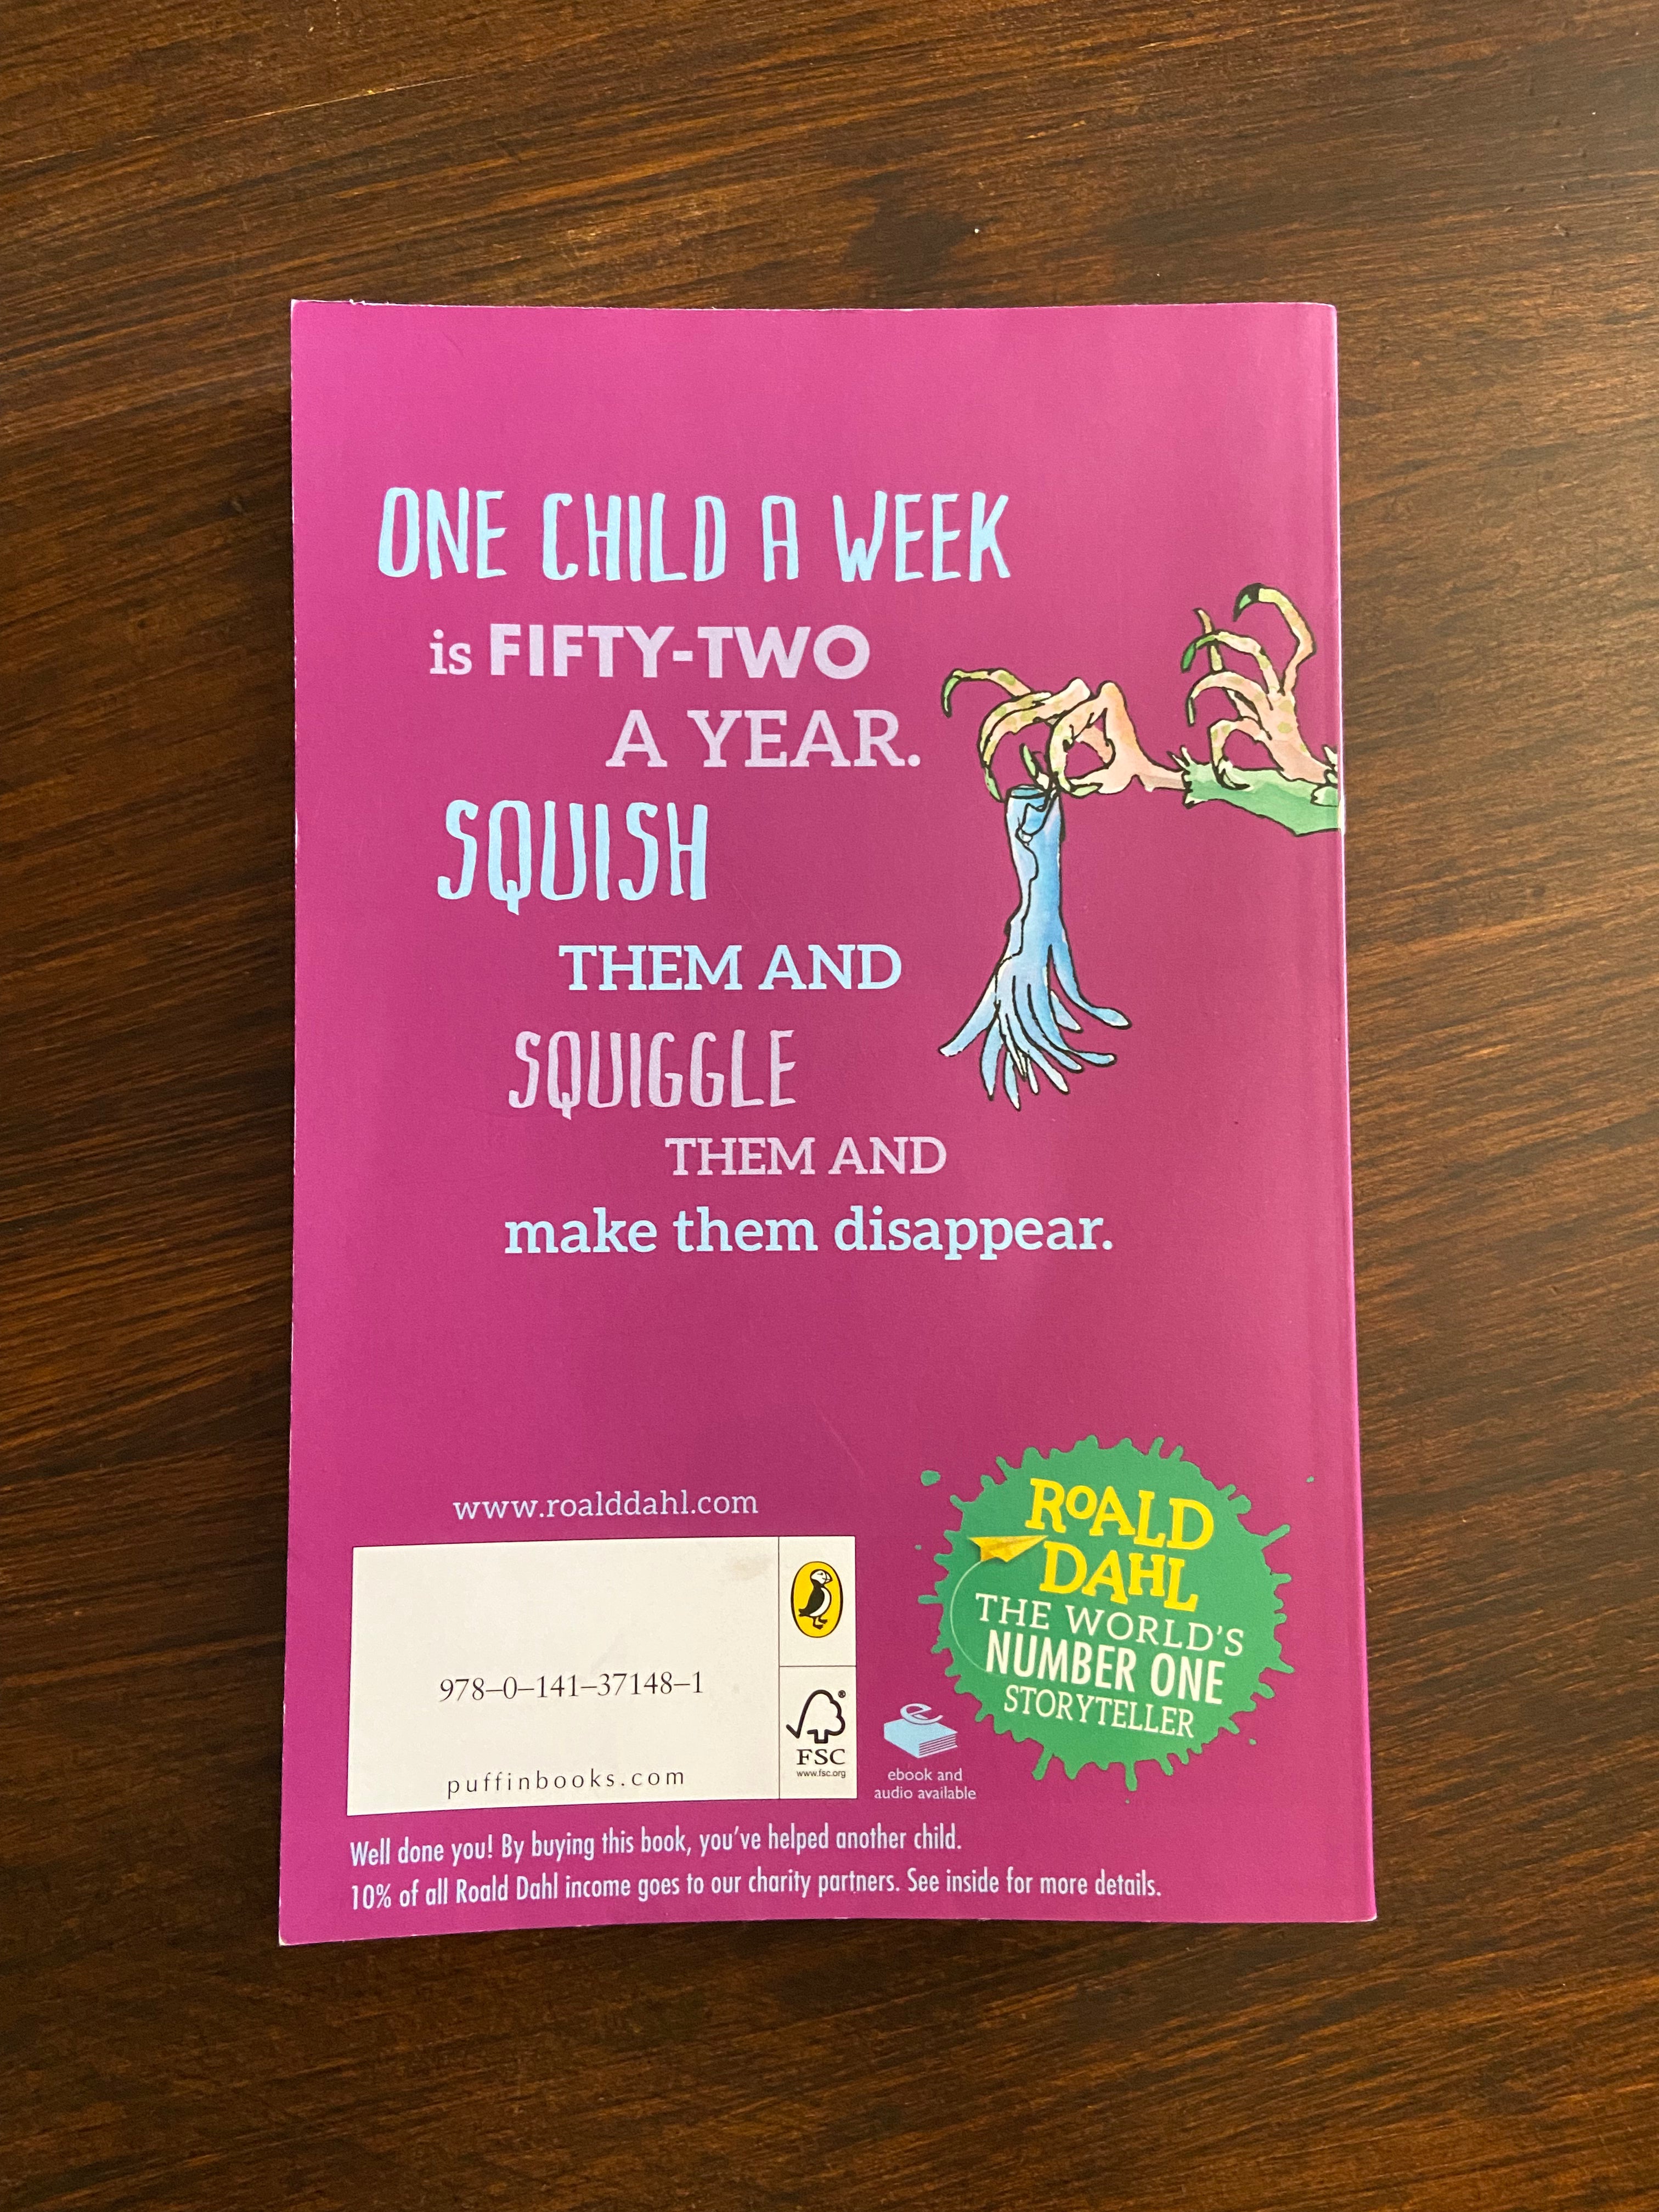 ONE CHILD A WEEK
is FIFTY-TWO
A YEAR.
SQUISH
THEM AND
SQUIGGLE
THEM AND
make them disappear.
www.roalddahl.com
978–0–141–37148–1
puffinbooks.com
®
FSC
www.fsc.org
e
ebook and
audio available
ROALD
DAHL
THE WORLD'S
NUMBER ONE
STORYTELLER
Well done you! By buying this book, you've helped another child.
10% of all Roald Dahl income goes to our charity partners. See inside for more details.